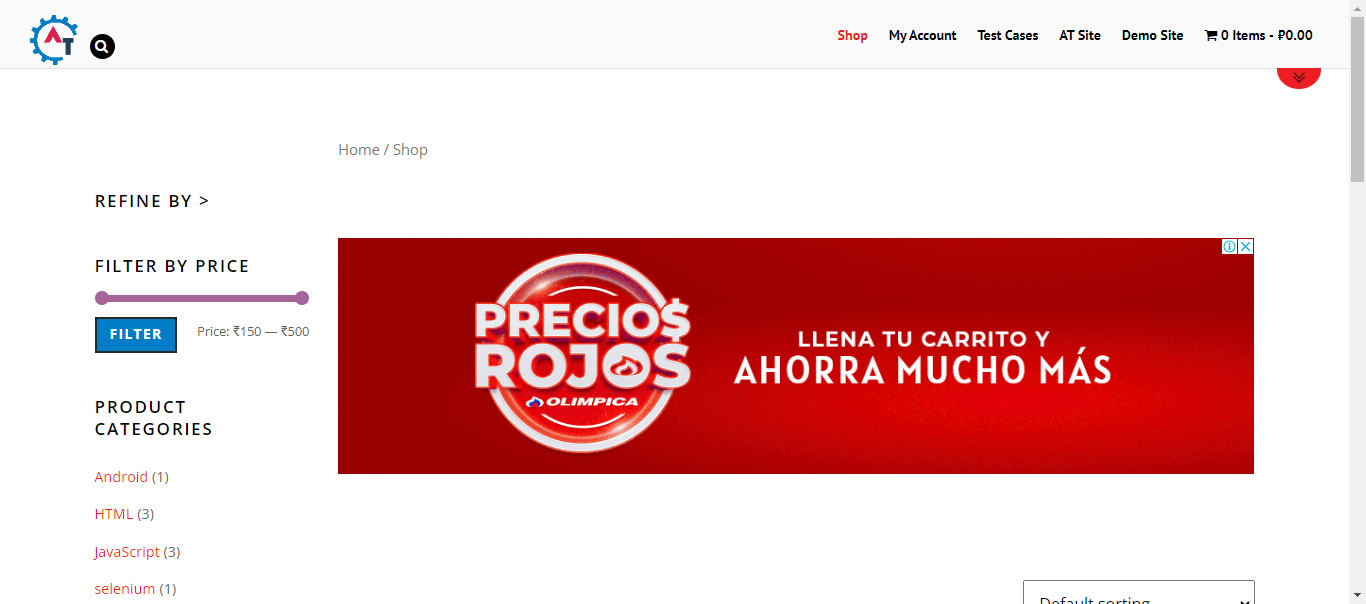 AT
Shop
My Account
Test Cases
AT Site
Demo Site
0 Items - ₽0.00
Home / Shop
REFINE BY >
FILTER BY PRICE
FILTER
Price: ₹150 — ₹500
PRODUCT
CATEGORIES
Android (1)
HTML (3)
JavaScript (3)
selenium (1)
PRECIO$
ROJOS
OLIMPICA
LLENA TU CARRITO Y
AHORRA MUCHO MÁS
Default sorting